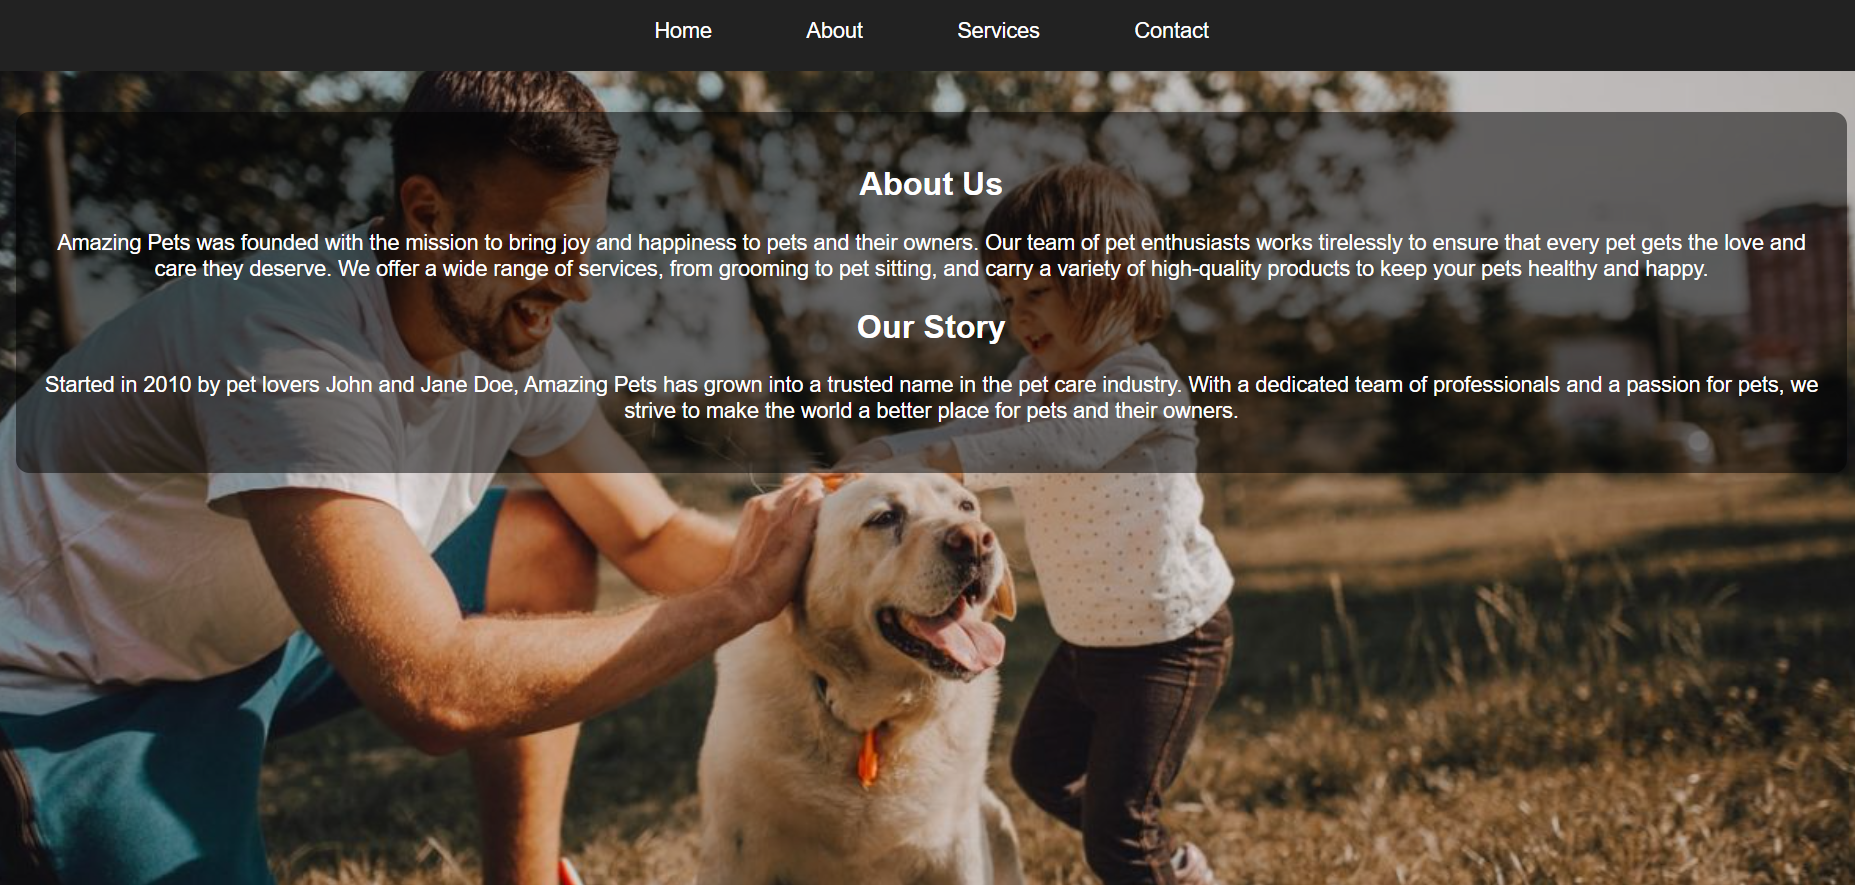 Home About Services Contact
About Us
Amazing Pets was founded with the mission to bring joy and happiness to pets and their owners. Our team of pet enthusiasts works tirelessly to ensure that every pet gets the love and
care they deserve. We offer a wide range of services, from grooming to pet sitting, and carry a variety of high-quality products to keep your pets healthy and happy.
Our Story
Started in 2010 by pet lovers John and Jane Doe, Amazing Pets has grown into a trusted name in the pet care industry. With a dedicated team of professionals and a passion for pets, we
strive to make the world a better place for pets and their owners.